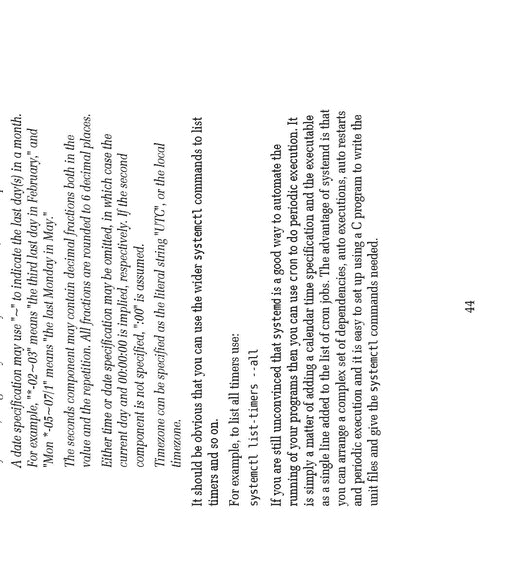 A date specification may use "~" to indicate the last day(s) in a month.
For example, "*-02~03" means "the third last day in February," and
"Mon *-05~07/1" means "the last Monday in May."
The seconds component may contain decimal fractions both in the
value and the repetition. All fractions are rounded to 6 decimal places.
Either time or date specification may be omitted, in which case the
current day and 00:00:00 is implied, respectively. If the second
component is not specified, ":00" is assumed.
Timezone can be specified as the literal string "UTC", or the local
timezone.
It should be obvious that you can use the wider systemctl commands to list
timers and so on.
For example, to list all timers use:
systemctl list-timers --all
If you are still unconvinced that systemd is a good way to automate the
running of your programs then you can use cron to do periodic execution. It
is simply a matter of adding a calendar time specification and the executable
as a single line added to the list of cron jobs. The advantage of systemd is that
you can arrange a complex set of dependencies, auto executions, auto restarts
and periodic execution and it is easy to set up using a C program to write the
unit files and give the systemctl commands needed.
44